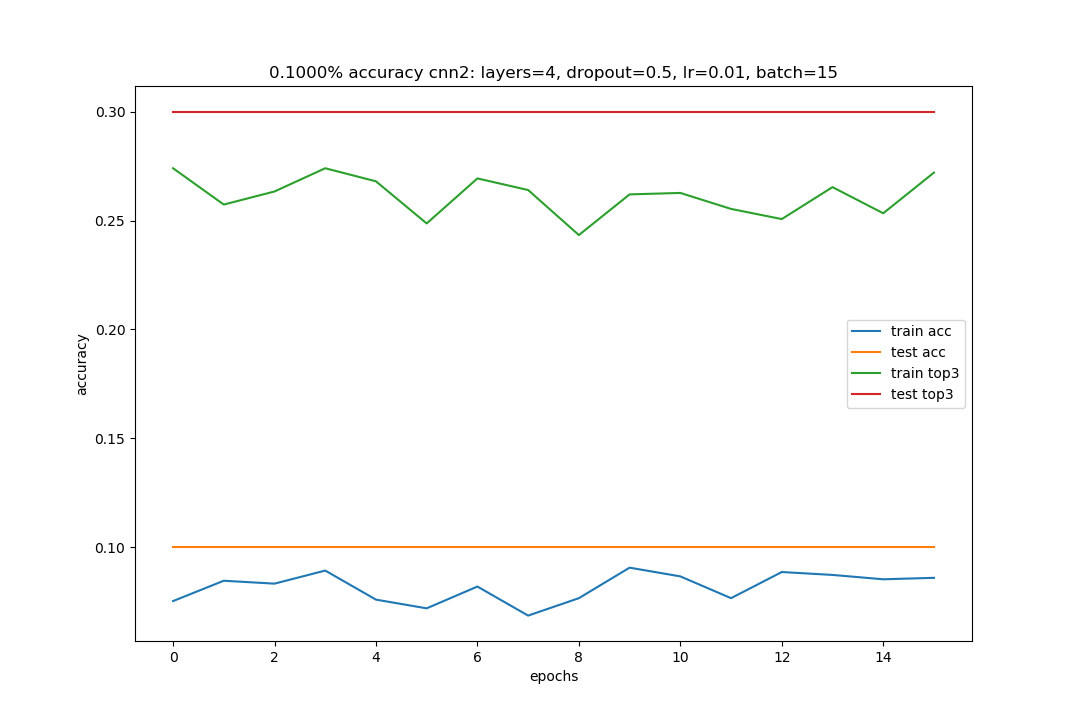 0.1000% accuracy cnn2: layers=4, dropout=0.5, lr=0.01, batch=15
0.30
0.25
0.20
0.15
0.10
accuracy
train acc
test acc
train top3
test top3
0 2 4 6 8 10 12 14
epochs